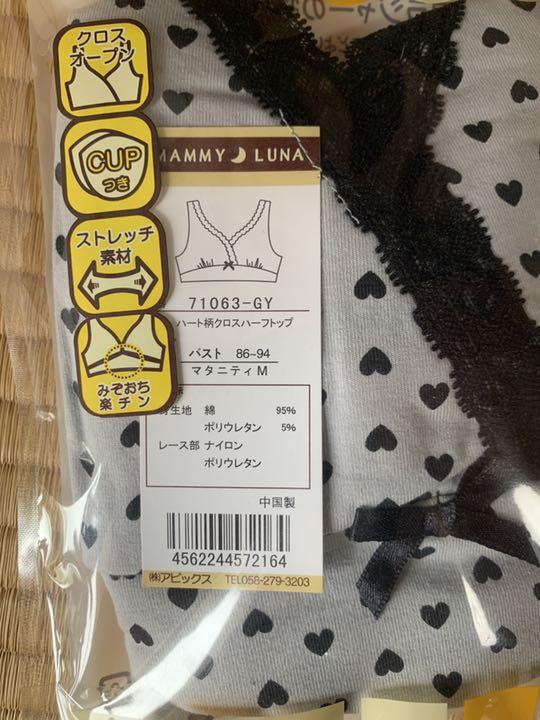 クロス
オープン
CUP
つき
ストレッチ
素材
みぞおち
楽チン
MAMMY LUNA
71063-GY
ハート柄クロスハーフトップ
バスト 86~94
マタニティM
身生地 綿 95%
ポリウレタン 5%
レース部 ナイロン
ポリウレタン
中国製
4562244572164
㈱アピックス TEL058-279-3203